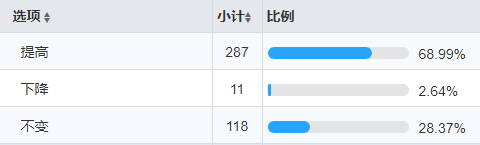 选项 小计 比例
提高 287 68.99%
下降 11 2.64%
不变 118 28.37%